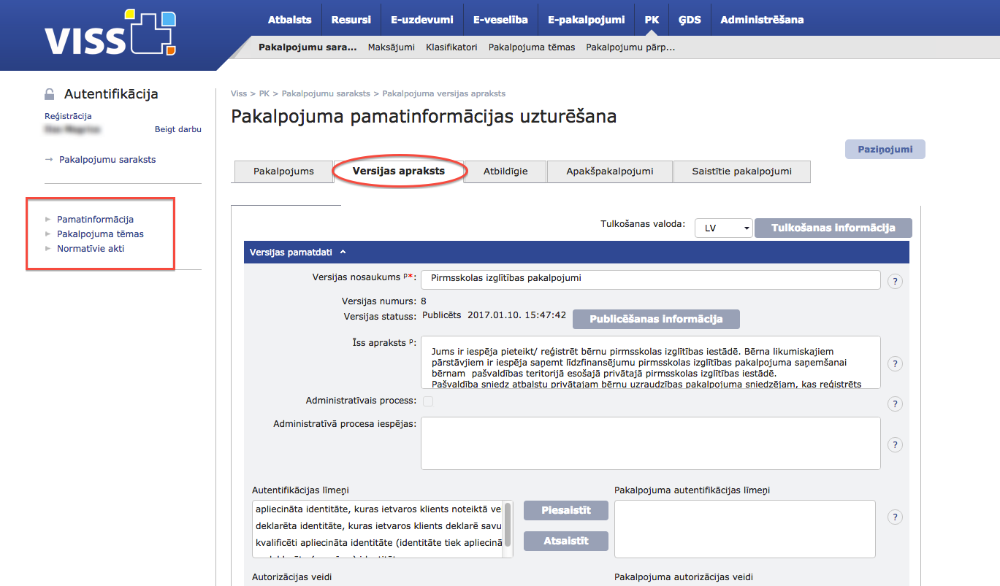 VISS
Atbalsts Resursi E-uzdevumi E-veselība E-pakalpojumi PK ĢDS Administrēšana
Pakalpojumu sara... Maksājumi Klasifikatori Pakalpojuma tēmas Pakalpojumu pārp...
Autentifikācija
Reģistrācija
Beigt darbu
→ Pakalpojumu saraksts
Pamatinformācija
Pakalpojuma tēmas
Normatīvie akti
Viss > PK > Pakalpojumu saraksts > Pakalpojuma versijas apraksts
Pakalpojuma pamatinformācijas uzturēšana
Paziņojumi
Pakalpojums Versijas apraksts Atbildīgie Apakšpakalpojumi Saistītie pakalpojumi
Tulkošanas valoda: LV Tulkošanas informācija
Versijas pamatdati
Versijas nosaukums P*: Pirmsskolas izglītības pakalpojumi ?
Versijas numurs: 8
Versijas statuss: Publicēts 2017.01.10. 15:47:42 Publicēšanas informācija
Īss apraksts P: Jums ir iespēja pieteikt/ reģistrēt bērnu pirmsskolas izglītības iestādē. Bērna likumiskajiem
pārstāvjiem ir iespēja saņemt līdzfinansējumu pirmsskolas izglītības pakalpojuma saņemšanai ?
bērnam pašvaldības teritorijā esošajā privātajā pirmsskolas izglītības iestādē.
Pašvaldība sniedz atbalstu privātajam bērnu uzraudzības pakalpojuma sniedzējam, kas reģistrēts
Administratīvais process: ?
Administratīvā procesa iespējas: ?
Autentifikācijas līmeņi Pakalpojuma autentifikācijas līmeņi
apliecināta identitāte, kuras ietvaros klients noteiktā ve Piesaistīt ?
deklarēta identitāte, kuras ietvaros klients deklarē savu
kvalificēti apliecināta identitāte (identitāte tiek apliecinā Atsaistīt
Autorizācijas veidi Pakalpojuma autorizācijas veidi